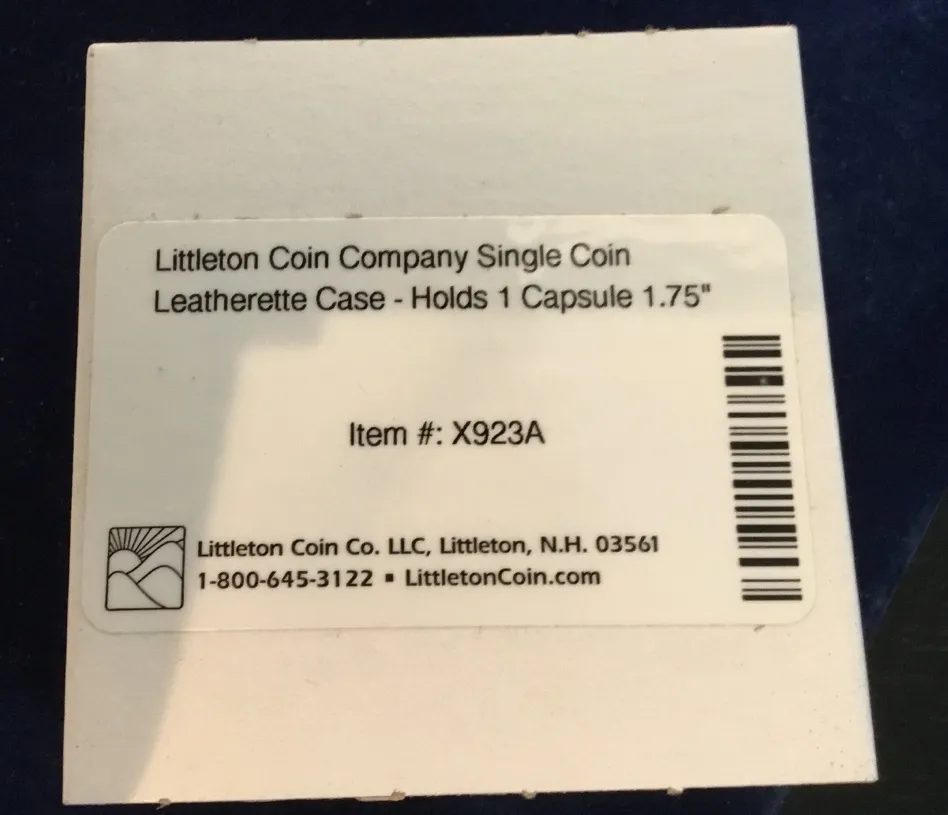 Littleton Coin Company Single Coin
Leatherette Case - Holds 1 Capsule 1.75"
Item #: X923A
Littleton Coin Co. LLC, Littleton, N.H. 03561
1-800-645-3122 ▪ LittletonCoin.com